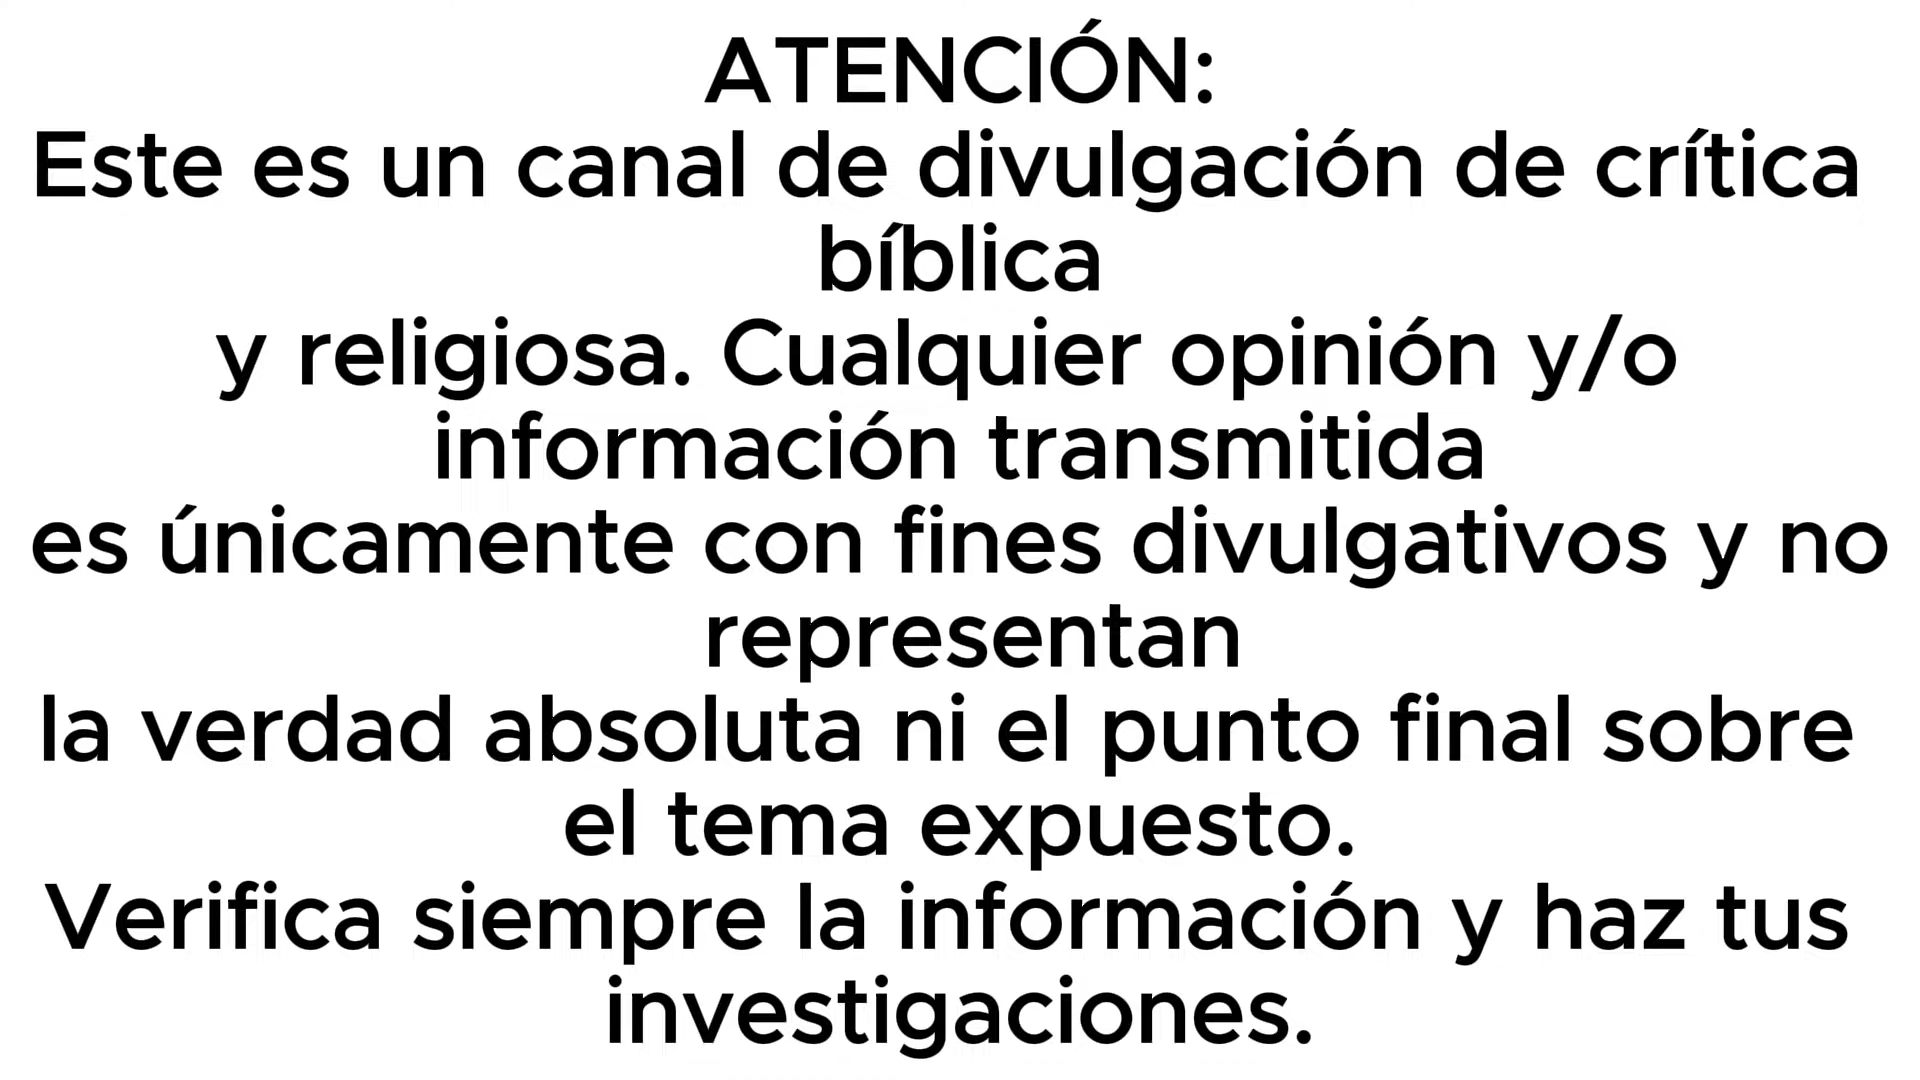 ATENCIÓN:
Este es un canal de divulgación de crítica
bíblica
y religiosa. Cualquier opinión y/o
información transmitida
es únicamente con fines divulgativos y no
representan
la verdad absoluta ni el punto final sobre
el tema expuesto.
Verifica siempre la información y haz tus
investigaciones.